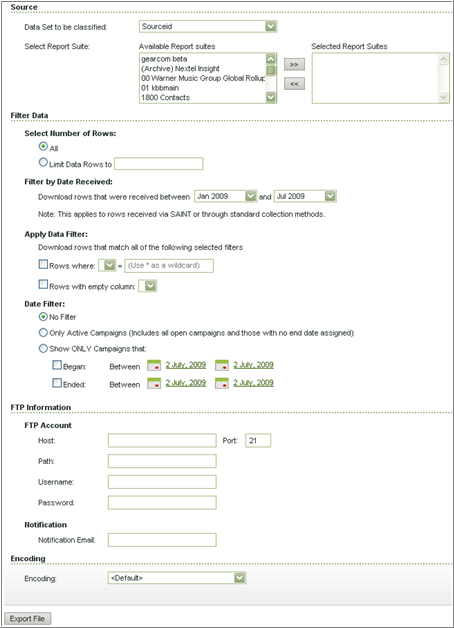 Source
Data Set to be classified: Sourceid
Select Report Suite: Available Report suites Selected Report Suites
gearcom beta
(Archive) Nextel Insight
00 Warner Music Group Global Rollup
01 kbbmain
1800 Contacts
>>
<<
Filter Data
Select Number of Rows:
All
Limit Data Rows to
Filter by Date Received:
Download rows that were received between Jan 2009 and Jul 2009
Note: This applies to rows received via SAINT or through standard collection methods.
Apply Data Filter:
Download rows that match all of the following selected filters
Rows where: = (Use * as a wildcard)
Rows with empty column:
Date Filter:
No Filter
Only Active Campaigns (Includes all open campaigns and those with no end date assigned)
Show ONLY Campaigns that:
Began: Between 2 July, 2009 2 July, 2009
Ended: Between 2 July, 2009 2 July, 2009
FTP Information
FTP Account
Host: Port: 21
Path:
Username:
Password:
Notification
Notification Email:
Encoding
Encoding: <Default>
Export File